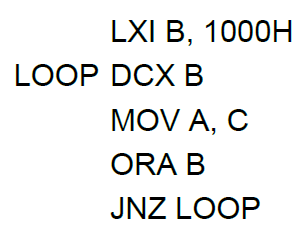 LXI B, 1000H
LOOP DCX B
MOV A, C
ORA B
JNZ LOOP